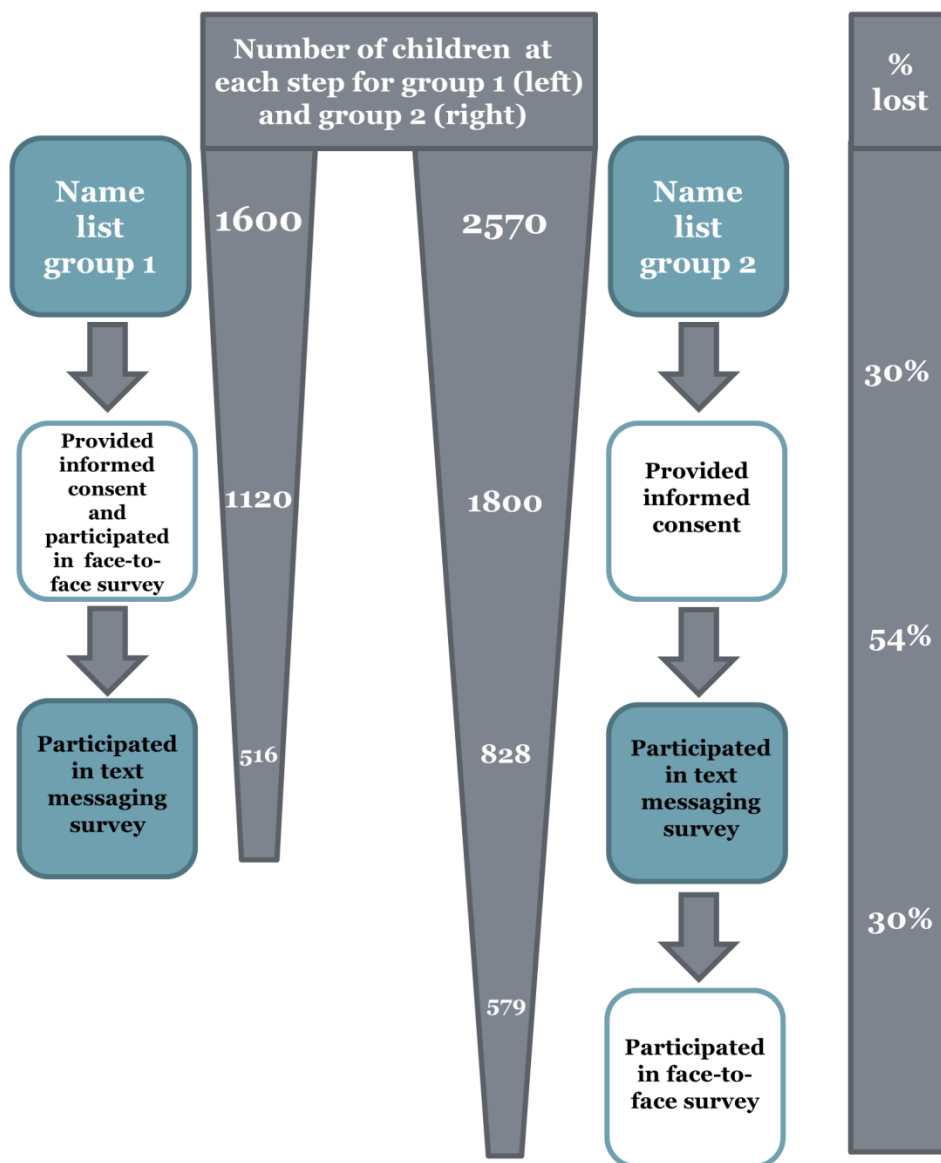 Number of children at
each step for group 1 (left)
and group 2 (right)
%
lost
Name
list
group 1
1600
2570
Name
list
group 2
30%
Provided
informed
consent
and
participated
in face-to-
face survey
1120
1800
Provided
informed
consent
54%
Participated
in text
messaging
survey
516
828
Participated
in text
messaging
survey
30%
579
Participated
in face-to-
face survey